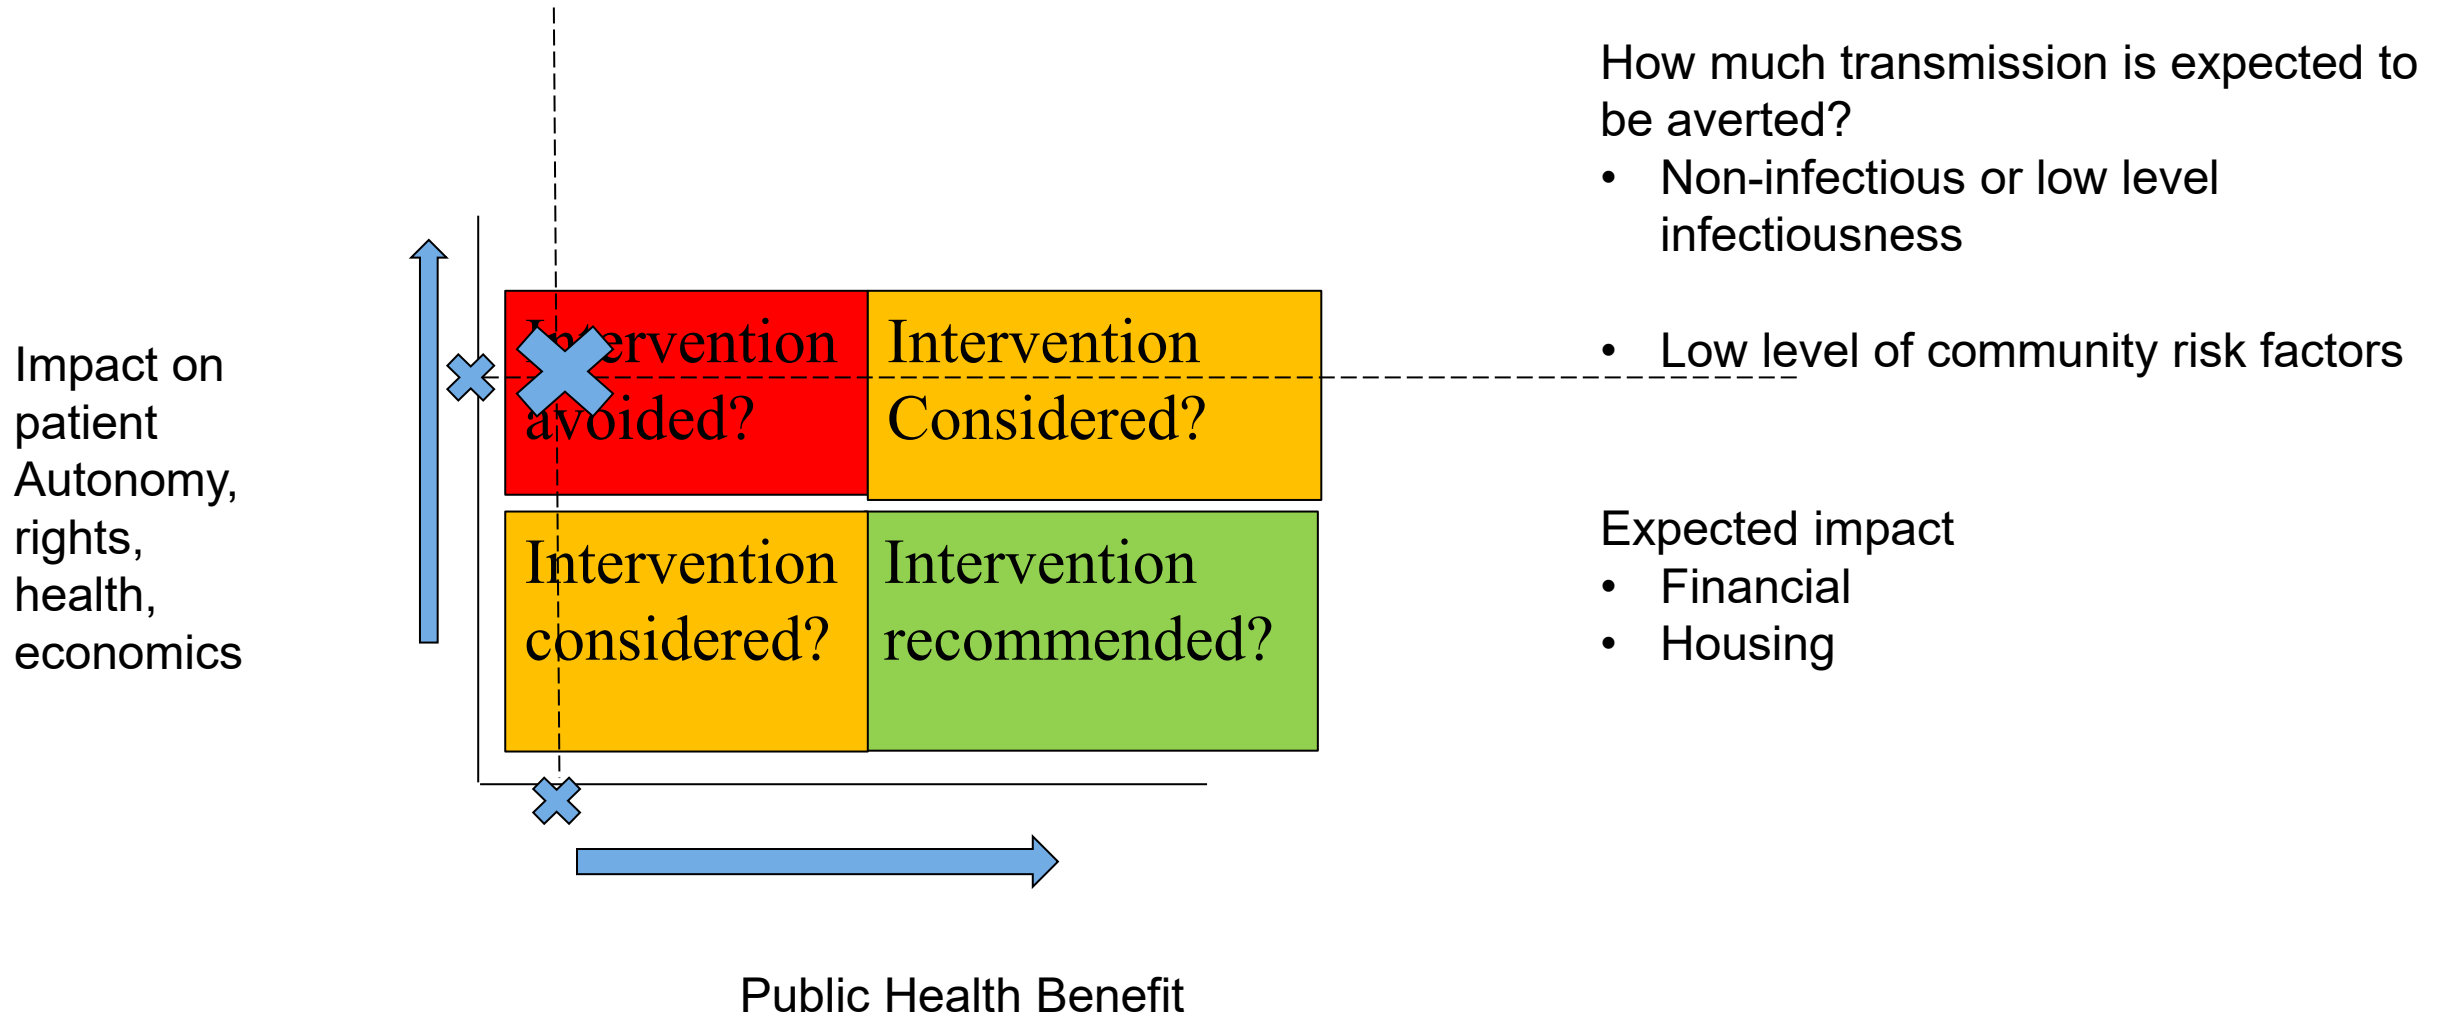 How much transmission is expected to
be averted?
• Non-infectious or low level
infectiousness
• Low level of community risk factors
Impact on
patient
Autonomy,
rights,
health,
economics
Intervention
avoided?
Intervention
Considered?
Intervention
considered?
Intervention
recommended?
Expected impact
• Financial
• Housing
Public Health Benefit